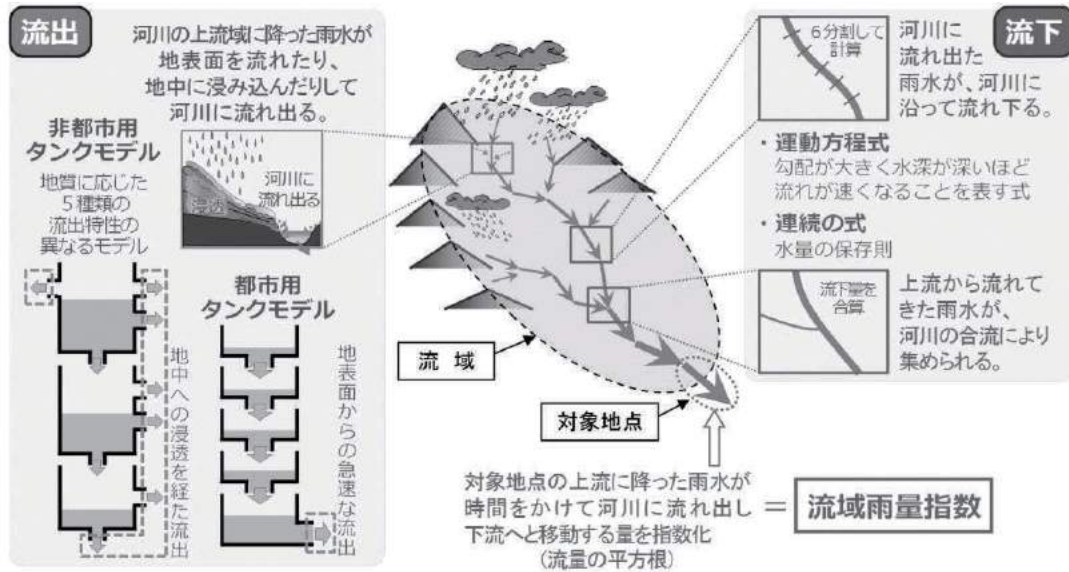 流出
河川の上流域に降った雨水が
地表面を流れたり、
地中に浸み込んだりして
河川に流れ出る。
非都市用
タンクモデル
地質に応じた
5種類の
流出特性の
異なるモデル
浸透
河川に
流れ出る
都市用
タンクモデル
地中への浸透を経た流出
地表面からの急速な流出
流域
対象地点
対象地点の上流に降った雨水が
時間をかけて河川に流れ出し
下流へと移動する量を指数化
(流量の平方根)
=
流域雨量指数
流下
6分割して
計算
河川に
流れ出た
雨水が、河川に
沿って流れ下る。
・運動方程式
勾配が大きく水深が深いほど
流れが速くなることを表す式
・連続の式
水量の保存則
流下量を
合算
上流から流れて
きた雨水が、
河川の合流により
集められる。